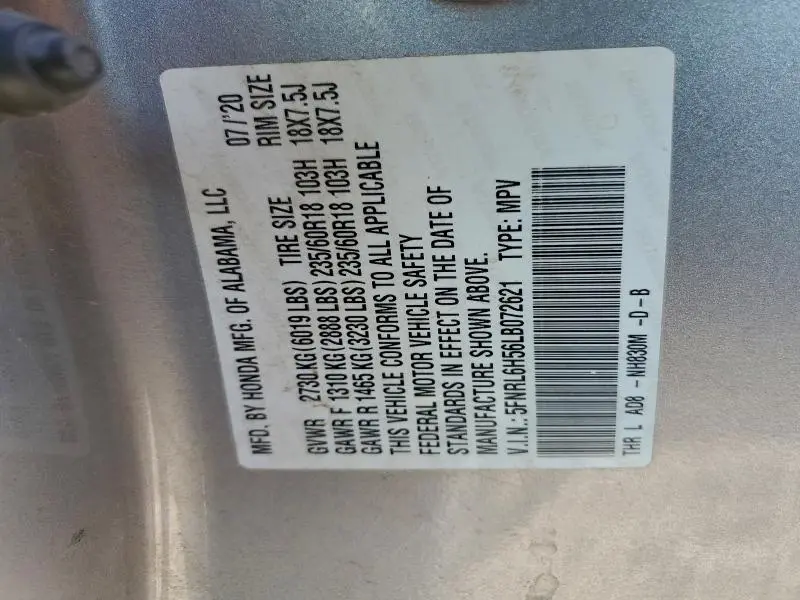 MFD. BY HONDA MFG. OF ALABAMA, LLC 07/'20
TIRE SIZE RIM SIZE
GVWR 2730 KG (6019 LBS)
GAWR F 1310 KG (2888 LBS) 235/60R18 103H 18X7.5J
GAWR R 1465 KG (3230 LBS) 235/60R18 103H 18X7.5J
THIS VEHICLE CONFORMS TO ALL APPLICABLE
FEDERAL MOTOR VEHICLE SAFETY
STANDARDS IN EFFECT ON THE DATE OF
MANUFACTURE SHOWN ABOVE.
V.I.N.: 5FNRL6H56LB072621 TYPE: MPV
THR L AD8 -NH830M -D-B